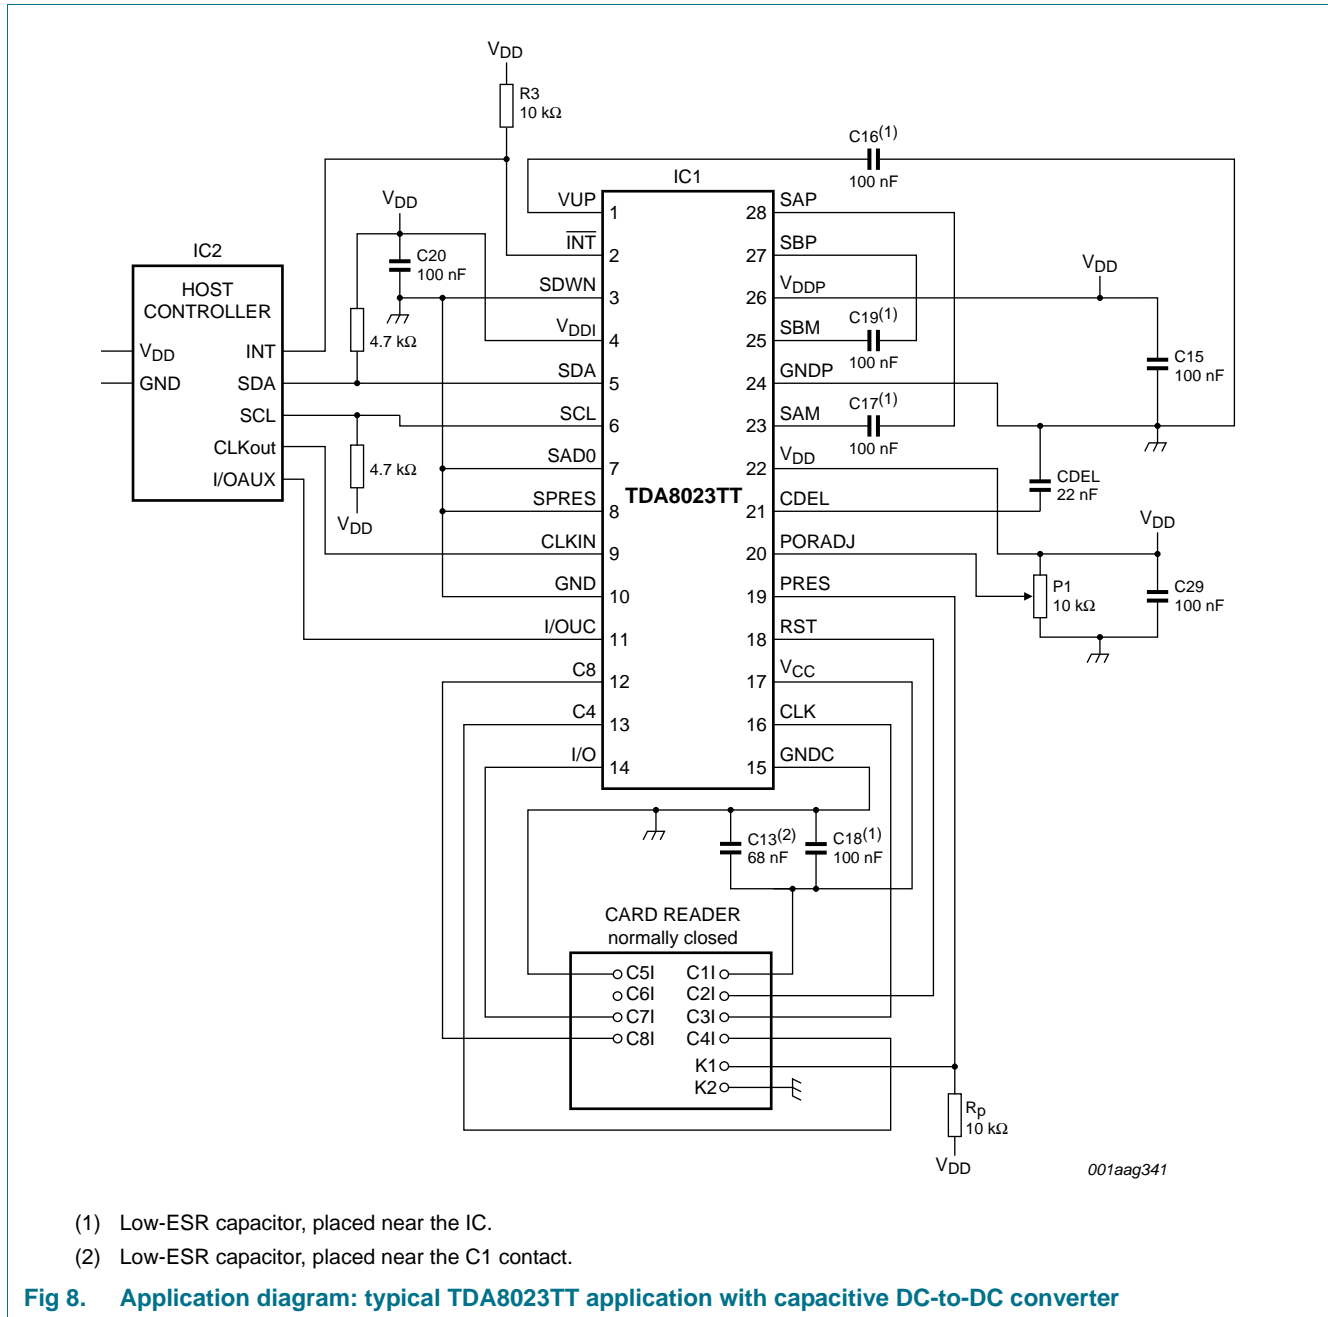 VDD
R3
10 kΩ
C16(1)
100 nF
IC1
VUP
1
28
SAP
VDD
INT
2
27
SBP
IC2
C20
100 nF
VDD
SDWN
3
26
VDDP
HOST
CONTROLLER
C19(1)
4.7 kΩ
VDDI
4
25
SBM
100 nF
VDD
INT
C15
100 nF
GND
SDA
SDA
5
24
GNDP
C17(1)
SCL
SCL
6
23
SAM
100 nF
CLKout
4.7 kΩ
SAD0
7
22
VDD
CDEL
22 nF
I/OAUX
TDA8023TT
SPRES
8
21
CDEL
VDD
VDD
CLKIN
9
20
PORADJ
P1
10 kΩ
C29
100 nF
GND
10
19
PRES
I/OUC
11
18
RST
C8
12
17
VCC
C4
13
16
CLK
I/O
14
15
GNDC
C13(2)
68 nF
C18(1)
100 nF
CARD READER
normally closed
C5I
C1I
C6I
C2I
C7I
C3I
C8I
C4I
K1
K2
Rp
10 kΩ
VDD
001aag341
(1) Low-ESR capacitor, placed near the IC.
(2) Low-ESR capacitor, placed near the C1 contact.
Fig 8. Application diagram: typical TDA8023TT application with capacitive DC-to-DC converter